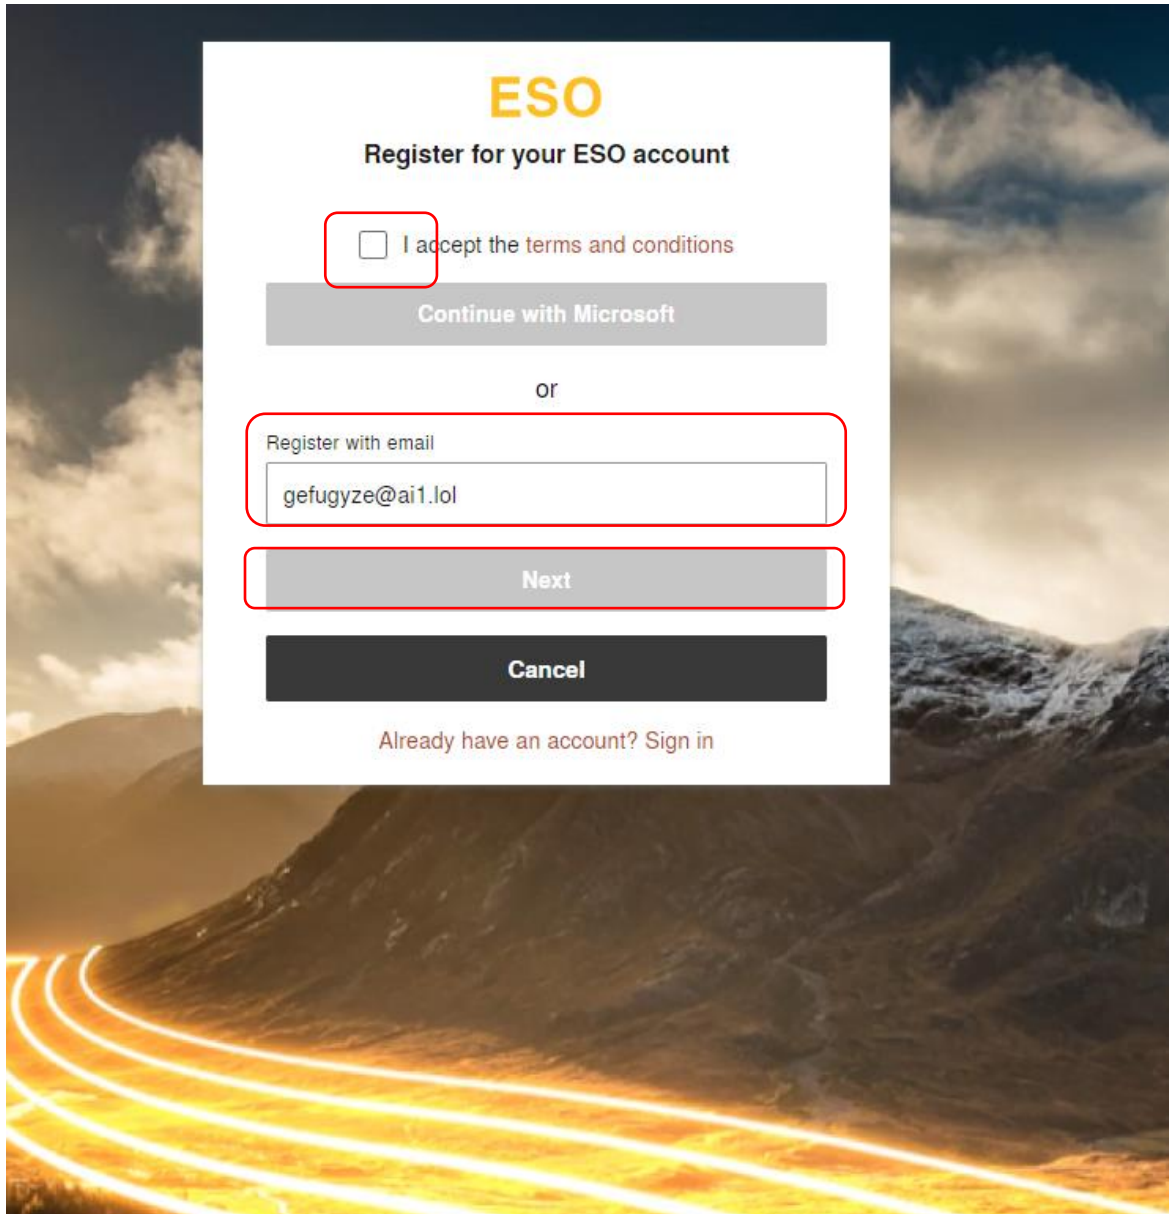 ESO
Register for your ESO account
I accept the terms and conditions
Continue with Microsoft
or
Register with email
gefugyze@ai1.lol
Next
Cancel
Already have an account? Sign in